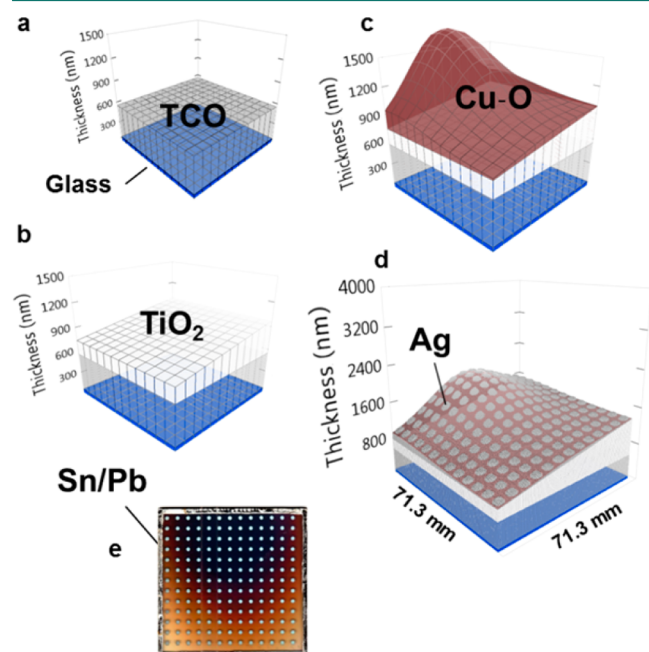 a
1500
1200
900
600
300
Thickness (nm)
TCO
Glass
b
1500
1200
900
600
300
Thickness (nm)
TiO₂
c
1500
1200
900
600
300
Thickness (nm)
Cu-O
d
4000
3200
2400
1600
800
Thickness (nm)
Ag
71.3 mm
71.3 mm
Sn/Pb
e